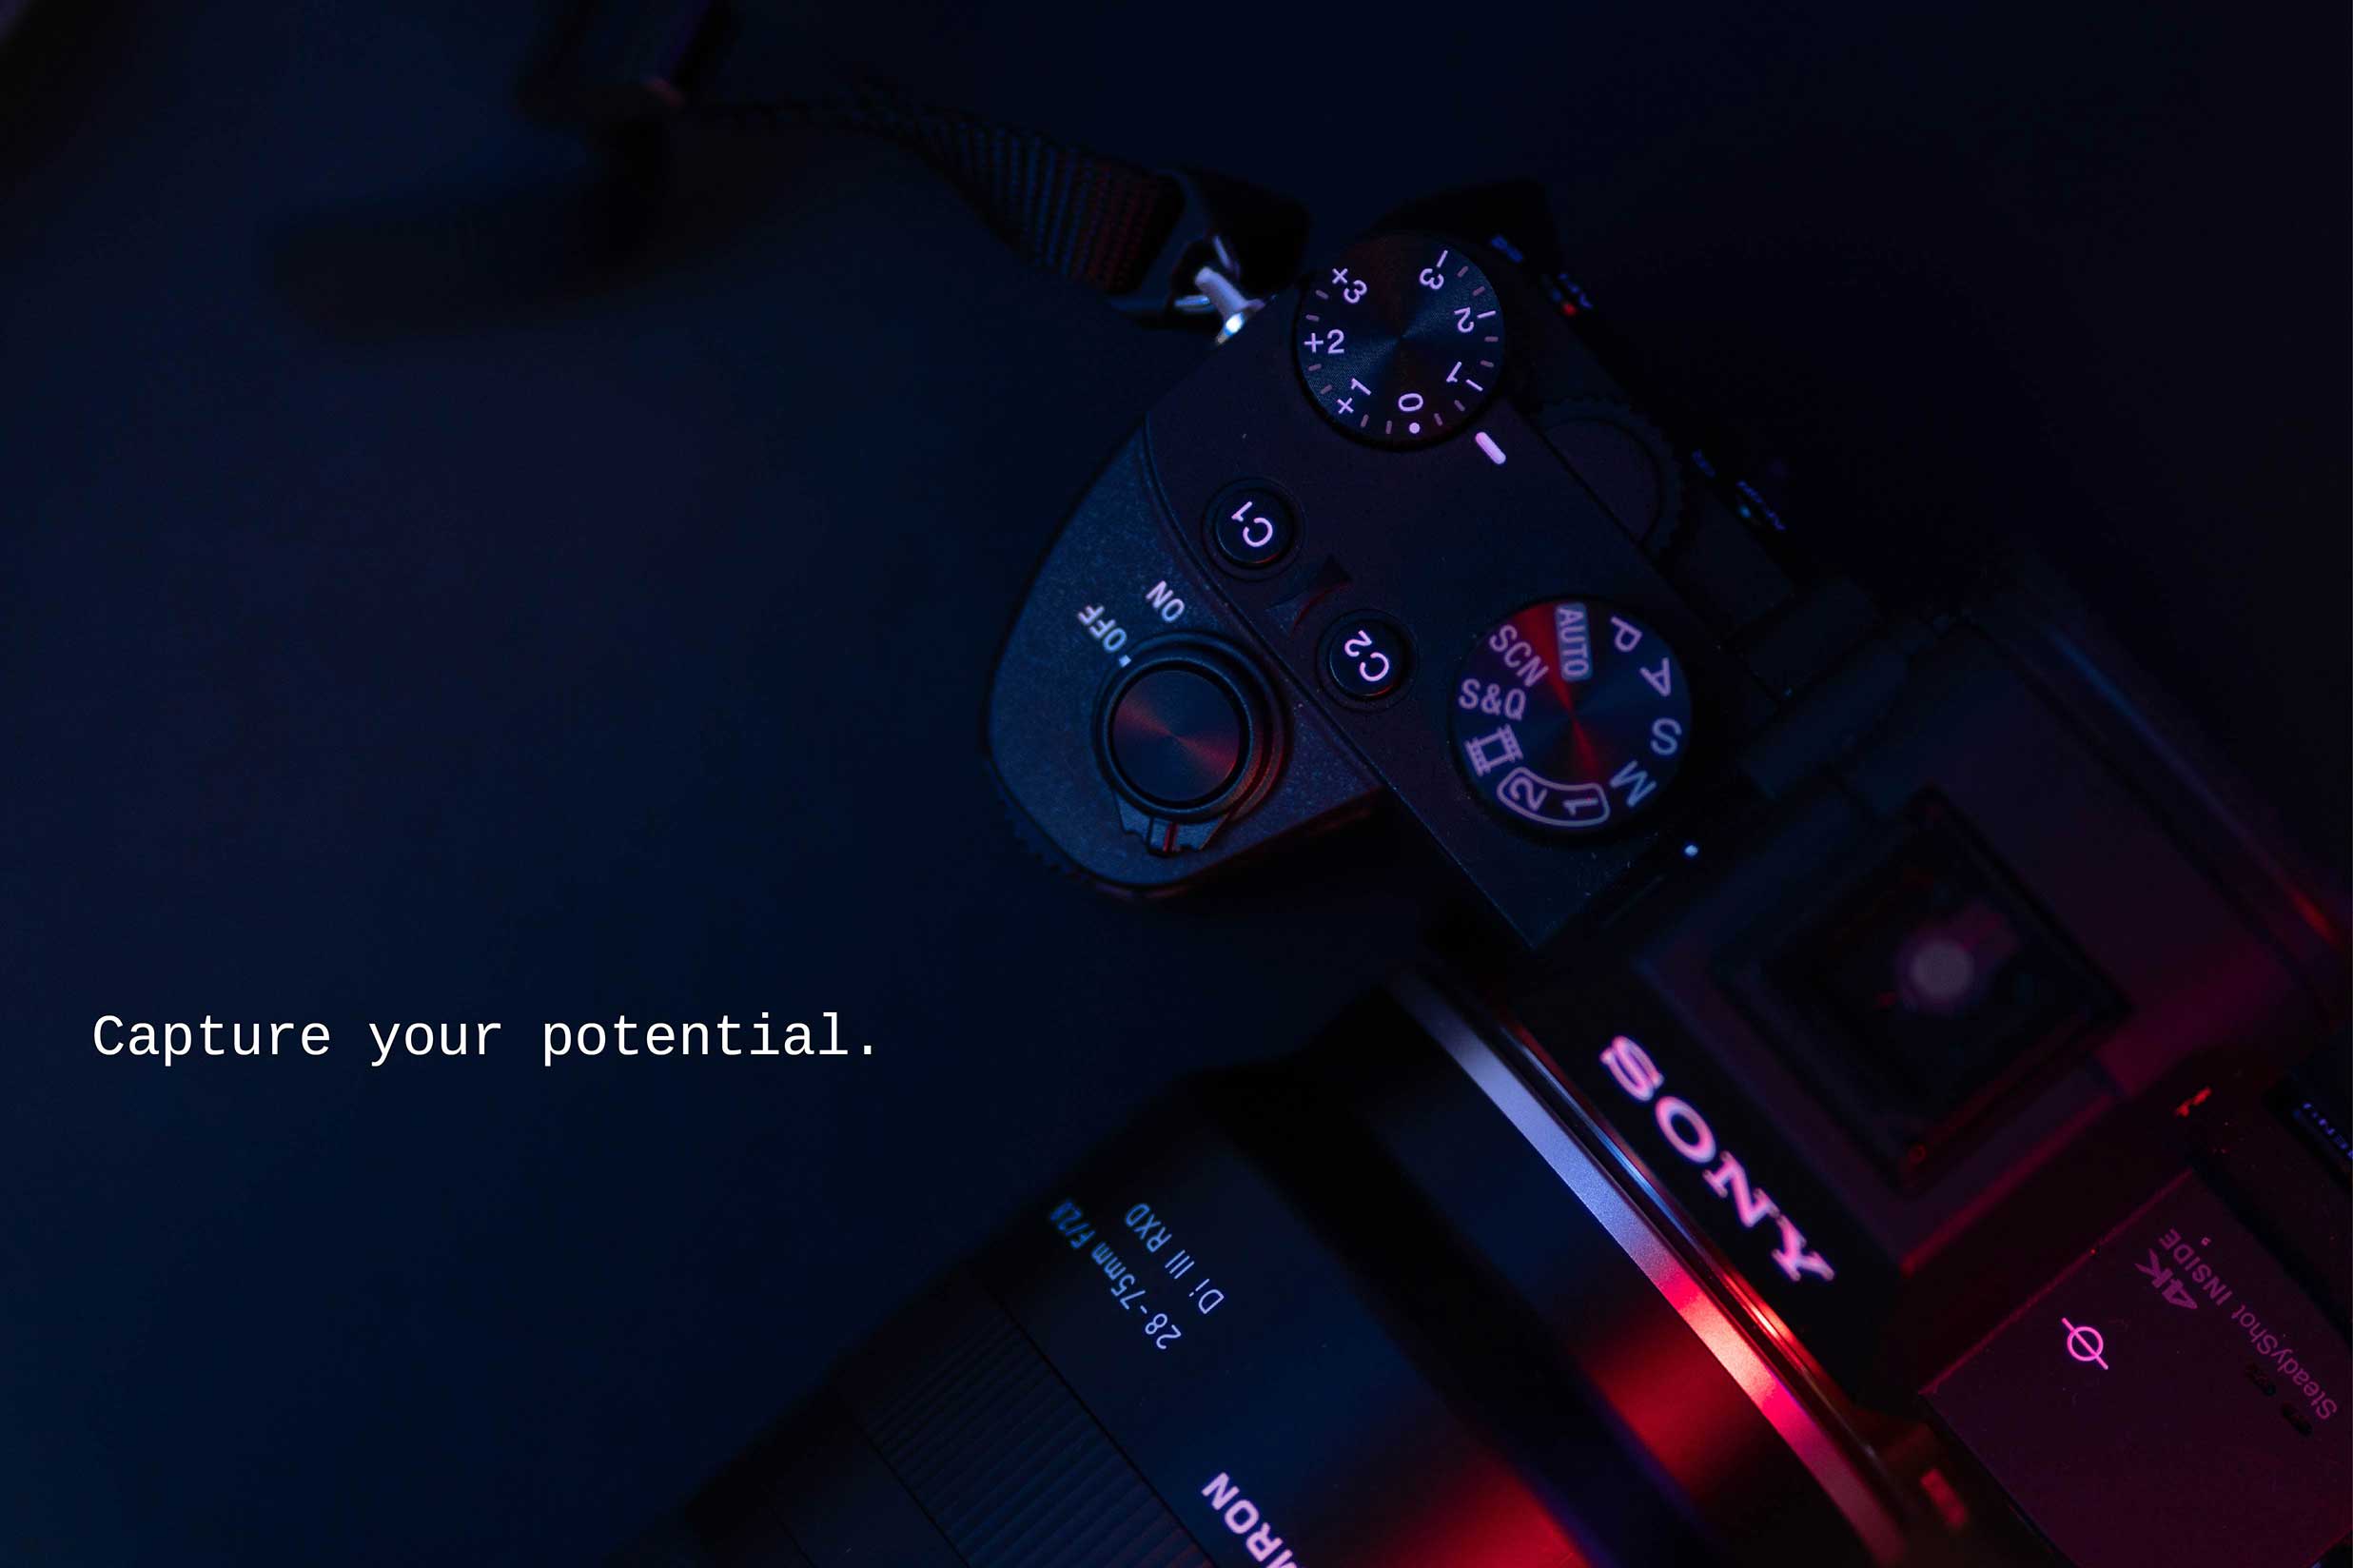 +3
-3
+2
-2
+1
-1
0
C1
ON
OFF
C2
AUTO
P
SCN
A
S&Q
S
M
2
1
Capture your potential.
SONY
28-75mm F/2.8
Di III RXD
4K
SteadyShot INSIDE
MRON